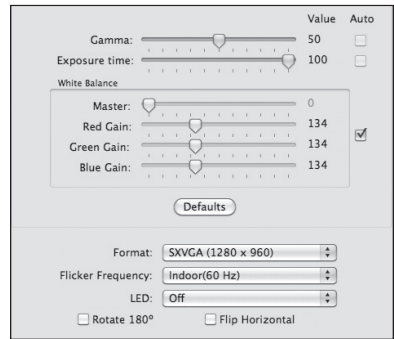 Value Auto
Gamma: 50
Exposure time: 100
White Balance
Master: 0
Red Gain: 134
Green Gain: 134
Blue Gain: 134
Defaults
Format: SXVGA (1280 x 960)
Flicker Frequency: Indoor(60 Hz)
LED: Off
Rotate 180º Flip Horizontal